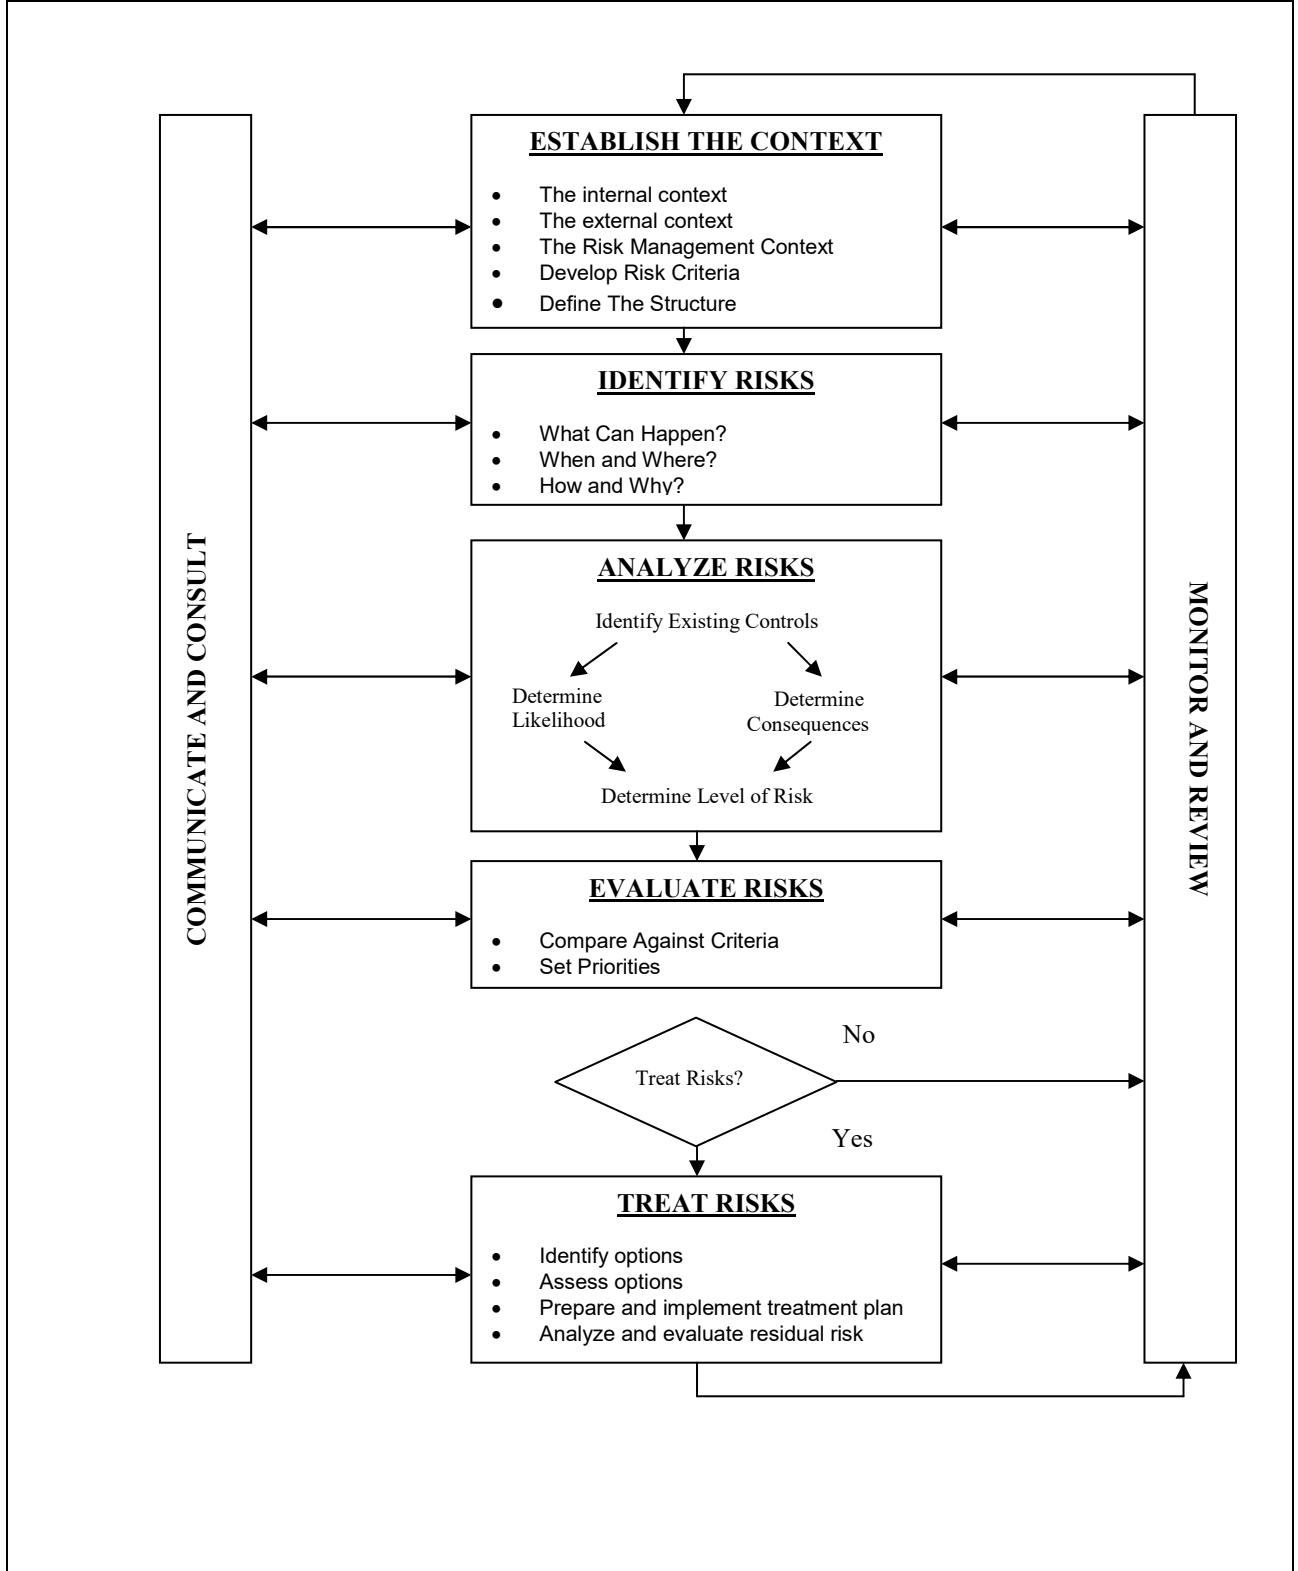 ESTABLISH THE CONTEXT
• The internal context
• The external context
• The Risk Management Context
• Develop Risk Criteria
• Define The Structure
IDENTIFY RISKS
• What Can Happen?
• When and Where?
• How and Why?
COMMUNICATE AND CONSULT
MONITOR AND REVIEW
ANALYZE RISKS
Identify Existing Controls
Determine
Likelihood
Determine
Consequences
Determine Level of Risk
EVALUATE RISKS
• Compare Against Criteria
• Set Priorities
No
Treat Risks?
Yes
TREAT RISKS
• Identify options
• Assess options
• Prepare and implement treatment plan
• Analyze and evaluate residual risk